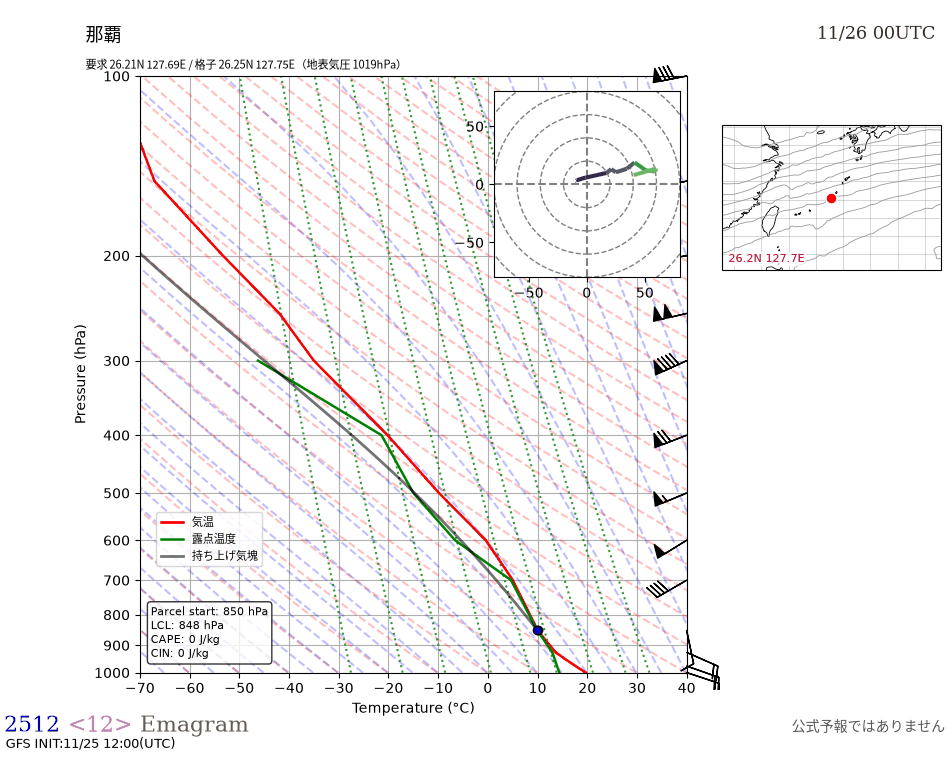 那覇
11/26 00UTC
要求 26.21N 127.69E / 格子 26.25N 127.75E（地表気圧 1019hPa）
100
200
300
400
500
600
700
800
900
1000
Pressure (hPa)
−70 −60 −50 −40 −30 −20 −10 0 10 20 30 40
Temperature (°C)
50
0
−50
−50 0 50
気温
露点温度
持ち上げ気塊
Parcel start: 850 hPa
LCL: 848 hPa
CAPE: 0 J/kg
CIN: 0 J/kg
26.2N 127.7E
2512 <12> Emagram
GFS INIT:11/25 12:00(UTC)
公式予報ではありません